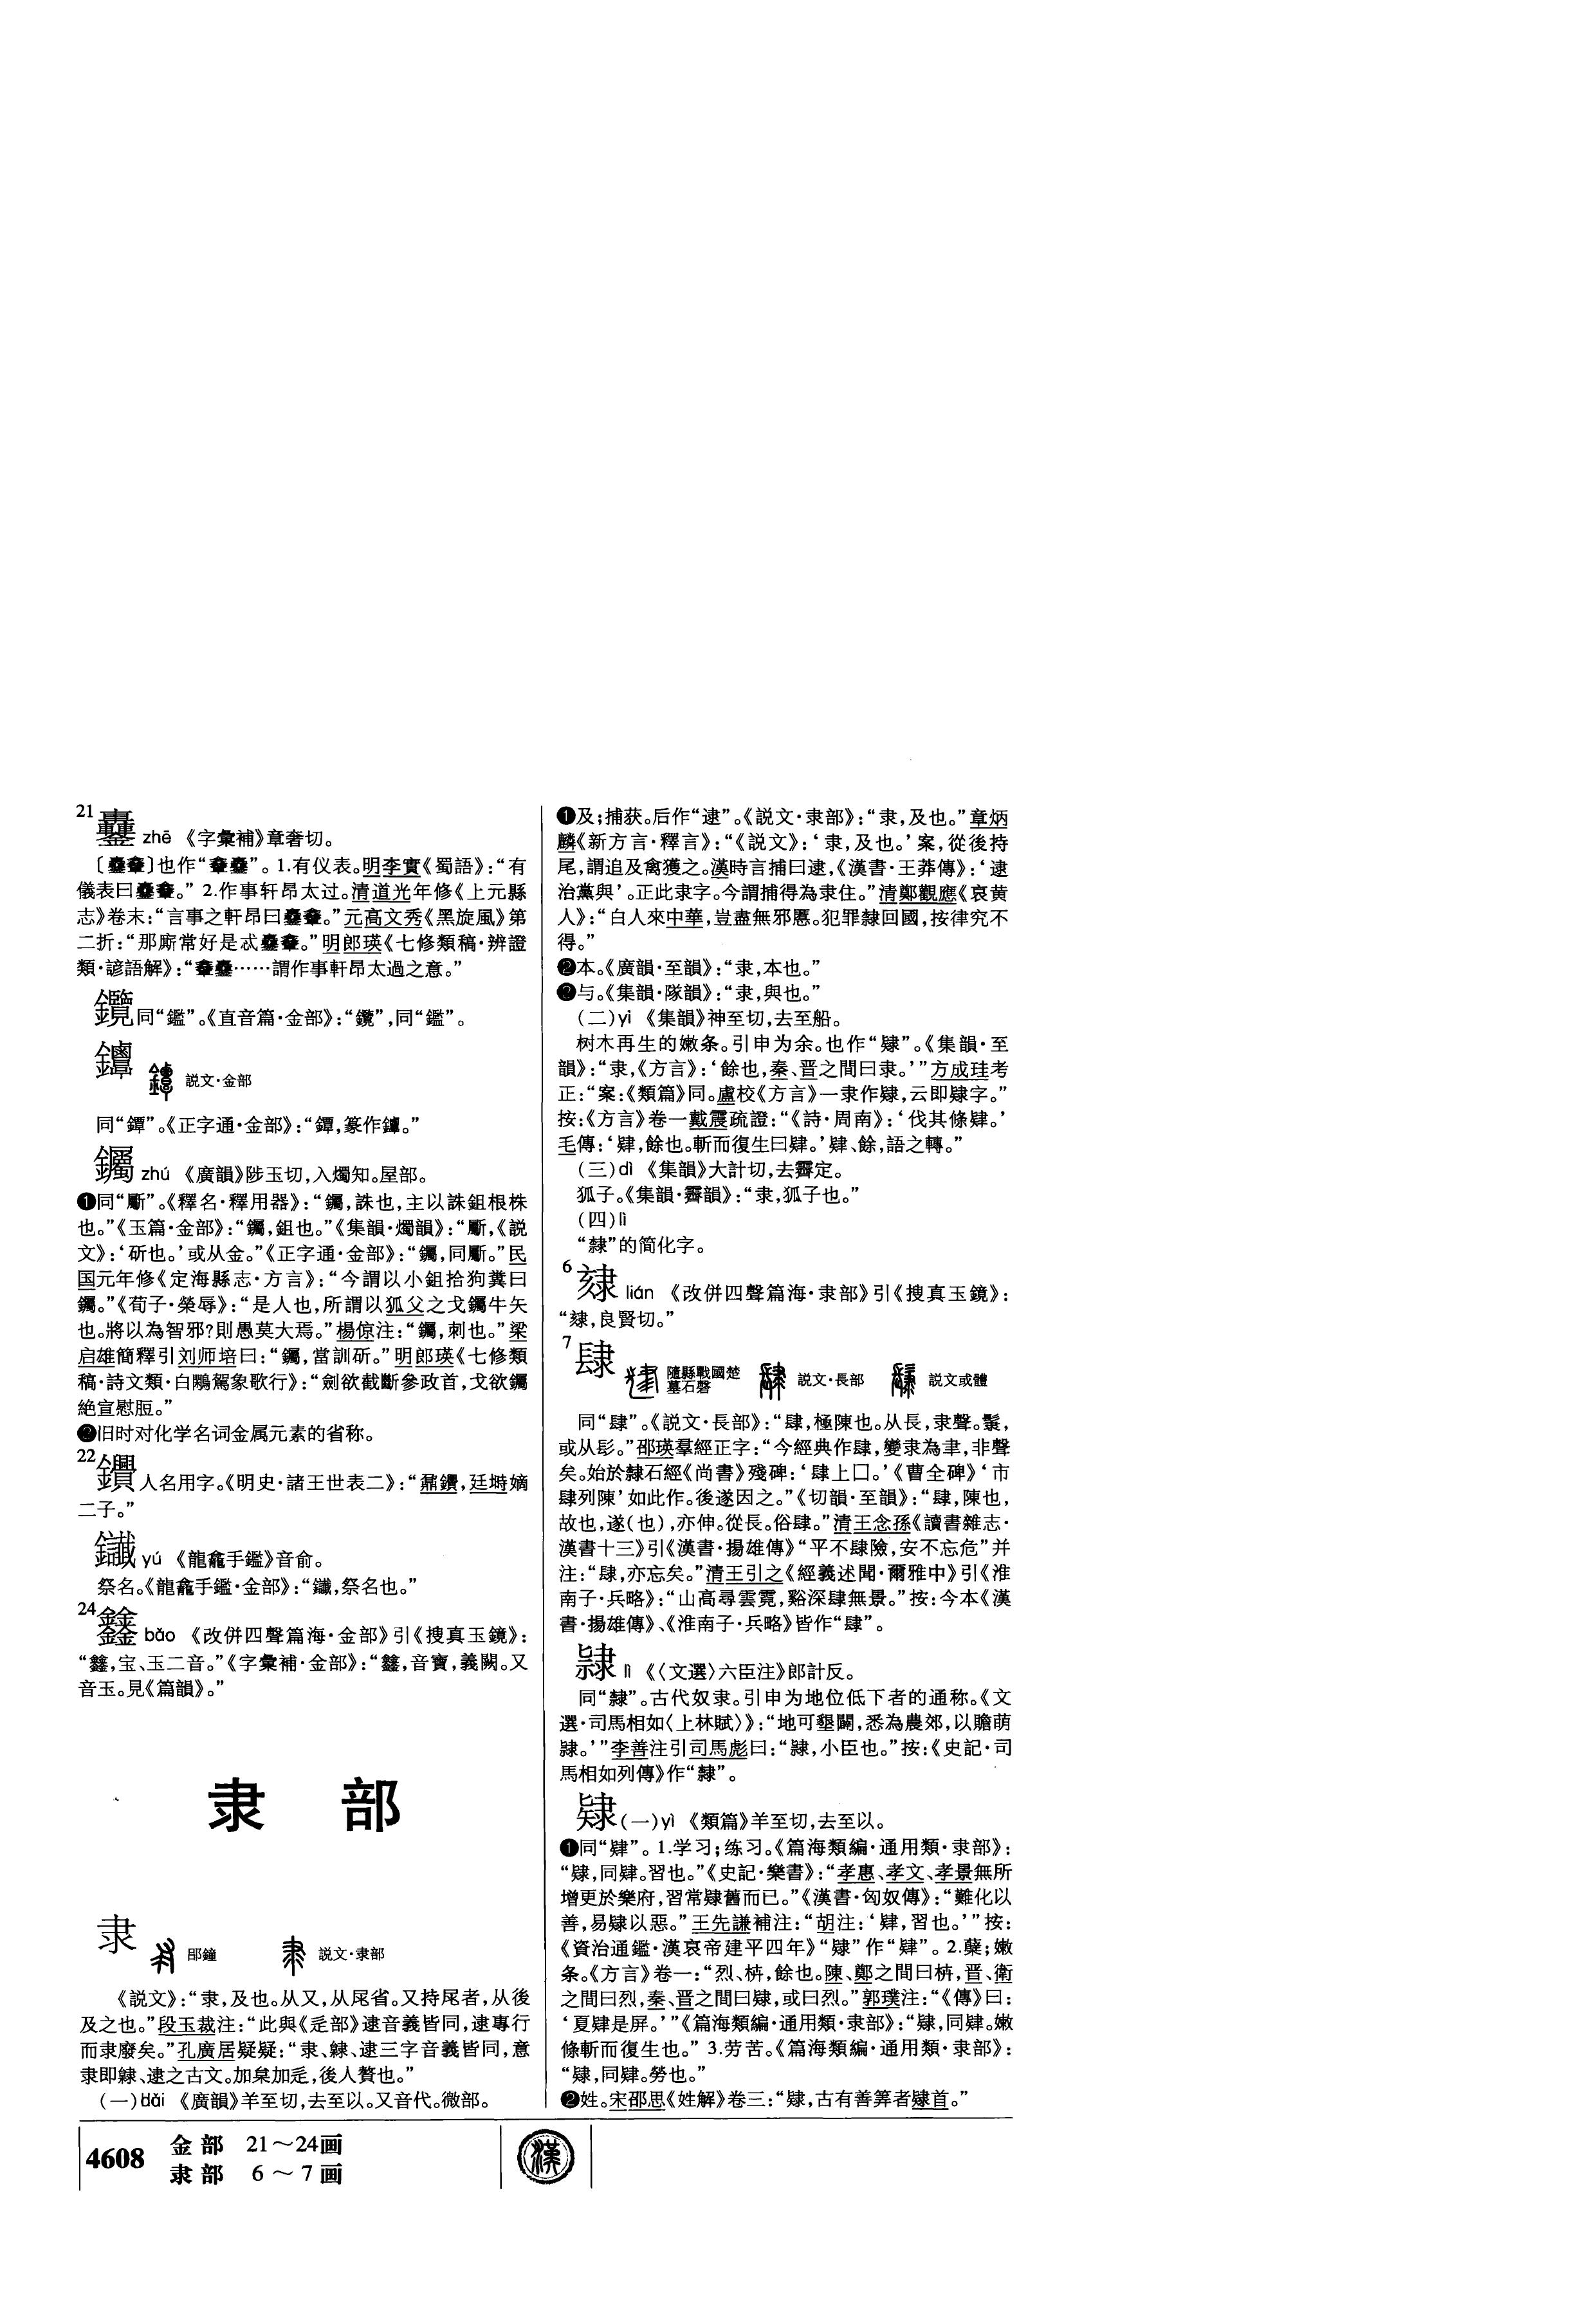 21
zhē 《字彙補》章奢切。
〔〕也作“”。1.有仪表。明李實《蜀語》：“有
儀表曰。” 2.作事轩昂太过。清道光年修《上元縣
志》卷末：“言事之軒昂曰。”元高文秀《黑旋風》第
二折：“那廝常好是忒。”明郎瑛《七修類稿·辨證
類·諺語解》：“……謂作事軒昂太過之意。”
同“鑑”。《直音篇·金部》：“”，同“鑑”。
説文·金部
同“鐔”。《正字通·金部》：“鐔，篆作。”
钃 zhú 《廣韻》陟玉切，入燭知。屋部。
❶同“斸”。《釋名·釋用器》：“钃，誅也，主以誅鉏根株
也。”《玉篇·金部》：“钃，鉏也。”《集韻·燭韻》：“斸，《説
文》：‘斫也。’或从金。”《正字通·金部》：“钃，同斸。”民
国元年修《定海縣志·方言》：“今謂以小鉏拾狗糞曰
钃。”《荀子·榮辱》：“是人也，所謂以狐父之戈钃牛矢
也。將以為智邪？則愚莫大焉。”楊倞注：“钃，刺也。”梁
启雄簡釋引刘师培曰：“钃，當訓斫。”明郎瑛《七修類
稿·詩文類·白鷴駕象歌行》：“劍欲截斷參政首，戈欲钃
絶宣慰脰。”
❷旧时对化学名词金属元素的省称。
22
人名用字。《明史·諸王世表二》：“鼒，廷塒嫡
二子。”
yú 《龍龕手鑑》音俞。
祭名。《龍龕手鑑·金部》：“，祭名也。”
24
bǎo 《改併四聲篇海·金部》引《搜真玉鏡》：
“，宝、玉二音。”《字彙補·金部》：“，音寶，義闕。又
音玉。見《篇韻》。”
隶 部
隶 郘鐘 説文·隶部
《説文》：“隶，及也。从又，从尾省。又持尾者，从後
及之也。”段玉裁注：“此與《辵部》逮音義皆同，逮專行
而隶廢矣。”孔廣居疑疑：“隶、隸、逮三字音義皆同，意
隶即隸、逮之古文。加枲加辵，後人贅也。”
（一）dài 《廣韻》羊至切，去至以。又音代。微部。
❶及；捕获。后作“逮”。《説文·隶部》：“隶，及也。”章炳
麟《新方言·釋言》：“《説文》：‘隶，及也。’案，從後持
尾，謂追及禽獲之。漢時言捕曰逮，《漢書·王莽傳》：‘逮
治黨與’。正此隶字。今謂捕得為隶住。”清鄭觀應《哀黄
人》：“白人來中華，豈盡無邪慝。犯罪隸回國，按律究不
得。”
❷本。《廣韻·至韻》：“隶，本也。”
❸与。《集韻·隊韻》：“隶，與也。”
（二）yì 《集韻》神至切，去至船。
树木再生的嫩条。引申为余。也作“肄”。《集韻·至
韻》：“隶，《方言》：‘餘也，秦、晋之間曰隶。’”方成珪考
正：“案：《類篇》同。盧校《方言》一隶作肄，云即肄字。”
按：《方言》卷一戴震疏證：“《詩·周南》：‘伐其條肄。’
毛傳：‘肄，餘也。斬而復生曰肄。’肄、餘，語之轉。”
（三）dì 《集韻》大計切，去霽定。
狐子。《集韻·霽韻》：“隶，狐子也。”
（四）lì
“隸”的简化字。
6
lián 《改併四聲篇海·隶部》引《搜真玉鏡》：
“，良賢切。”
7
隨縣戰國楚
墓石磬 説文·長部 説文或體
同“肆”。《説文·長部》：“肆，極陳也。从長，隶聲。，
或从髟。”邵瑛羣經正字：“今經典作肆，變隶為聿，非聲
矣。始於隸石經《尚書》殘碑：‘肆上囗。’《曹全碑》‘市
肆列陳’如此作。後遂因之。”《切韻·至韻》：“肆，陳也，
故也，遂（也），亦伸。從長。俗肆。”清王念孫《讀書雜志·
漢書十三》引《漢書·揚雄傳》“平不肆險，安不忘危”并
注：“肆，亦忘矣。”清王引之《經義述聞·爾雅中》引《淮
南子·兵略》：“山高尋雲霓，谿深肆無景。”按：今本《漢
書·揚雄傳》、《淮南子·兵略》皆作“肆”。
lì 《〈文選〉六臣注》郎計反。
同“隸”。古代奴隶。引申为地位低下者的通称。《文
選·司馬相如〈上林賦〉》：“地可墾闢，悉為農郊，以贍萌
隸。’”李善注引司馬彪曰：“隸，小臣也。”按：《史記·司
馬相如列傳》作“隸”。
（一）yì 《類篇》羊至切，去至以。
❶同“肄”。1.学习；练习。《篇海類編·通用類·隶部》：
“，同肄。習也。”《史記·樂書》：“孝惠、孝文、孝景無所
增更於樂府，習常舊而已。”《漢書·匈奴傳》：“難化以
善，易以惡。”王先謙補注：“胡注：‘肄，習也。’”按：
《資治通鑑·漢哀帝建平四年》“”作“肄”。2.蘖；嫩
条。《方言》卷一：“烈、枿，餘也。陳、鄭之間曰枿，晋、衛
之間曰烈，秦、晋之間曰，或曰烈。”郭璞注：“《傳》曰：
‘夏肄是屏。’”《篇海類編·通用類·隶部》：“，同肄。嫩
條斬而復生也。”3.劳苦。《篇海類編·通用類·隶部》：
“，同肄。勞也。”
❷姓。宋邵思《姓解》卷三：“，古有善筭者首。”
4608 金部 21～24画
隶部 6～7画
漢